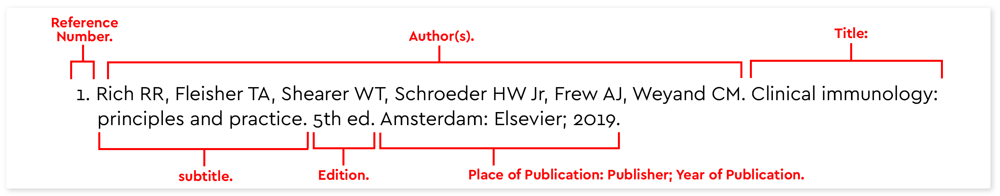 Reference
Number.
Author(s).
Title:
1. Rich RR, Fleisher TA, Shearer WT, Schroeder HW Jr, Frew AJ, Weyand CM. Clinical immunology:
principles and practice. 5th ed. Amsterdam: Elsevier; 2019.
subtitle.
Edition.
Place of Publication: Publisher; Year of Publication.